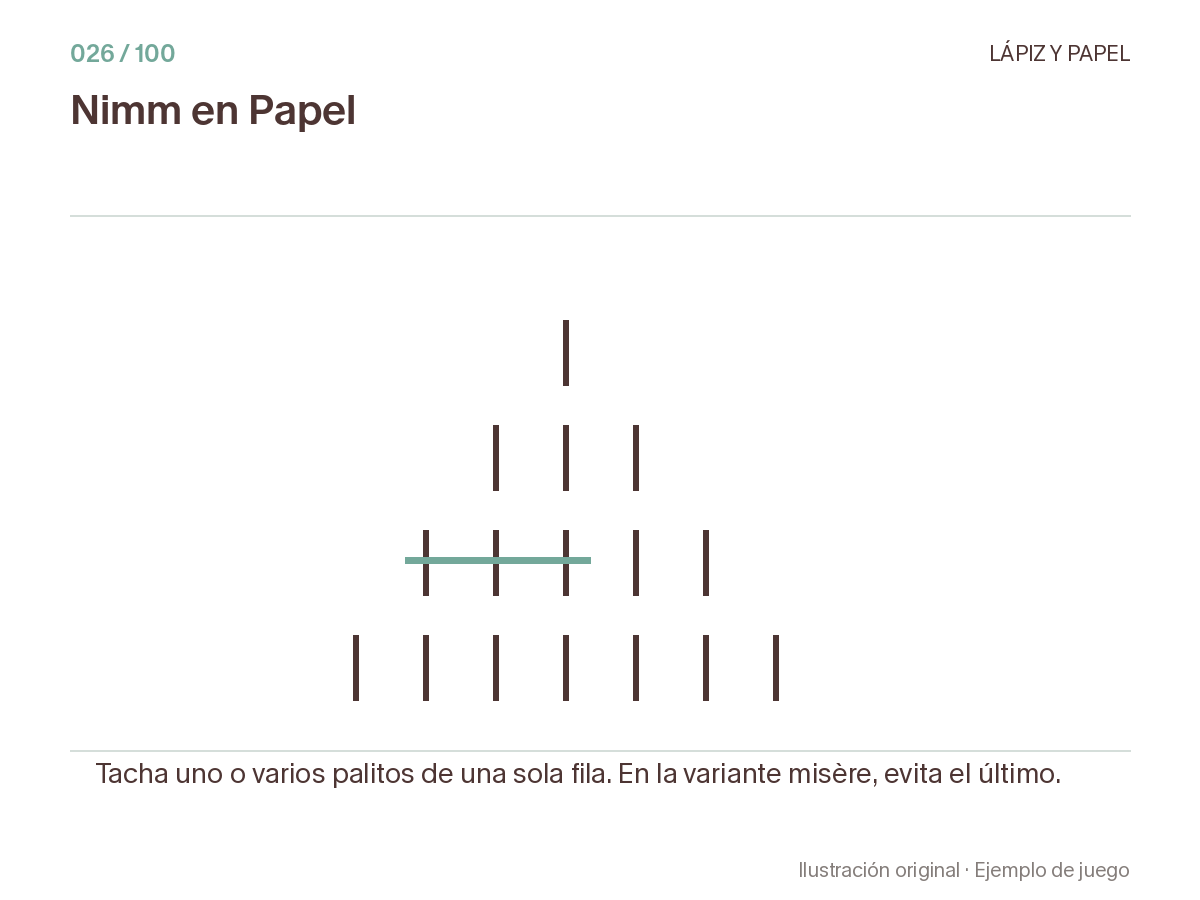 026 / 100
LÁPIZ Y PAPEL
Nimm en Papel
Tacha uno o varios palitos de una sola fila. En la variante misère, evita el último.
Ilustración original · Ejemplo de juego